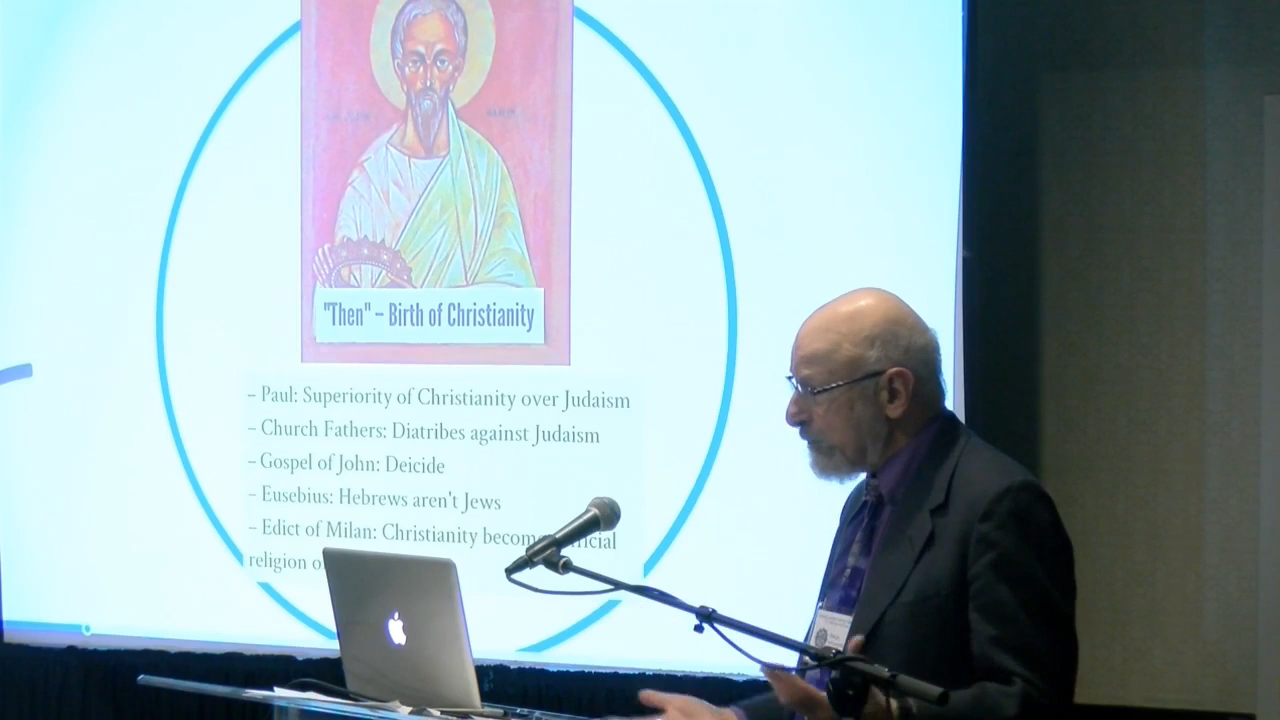 "Then" – Birth of Christianity
– Paul: Superiority of Christianity over Judaism
– Church Fathers: Diatribes against Judaism
– Gospel of John: Deicide
– Eusebius: Hebrews aren't Jews
– Edict of Milan: Christianity
religion